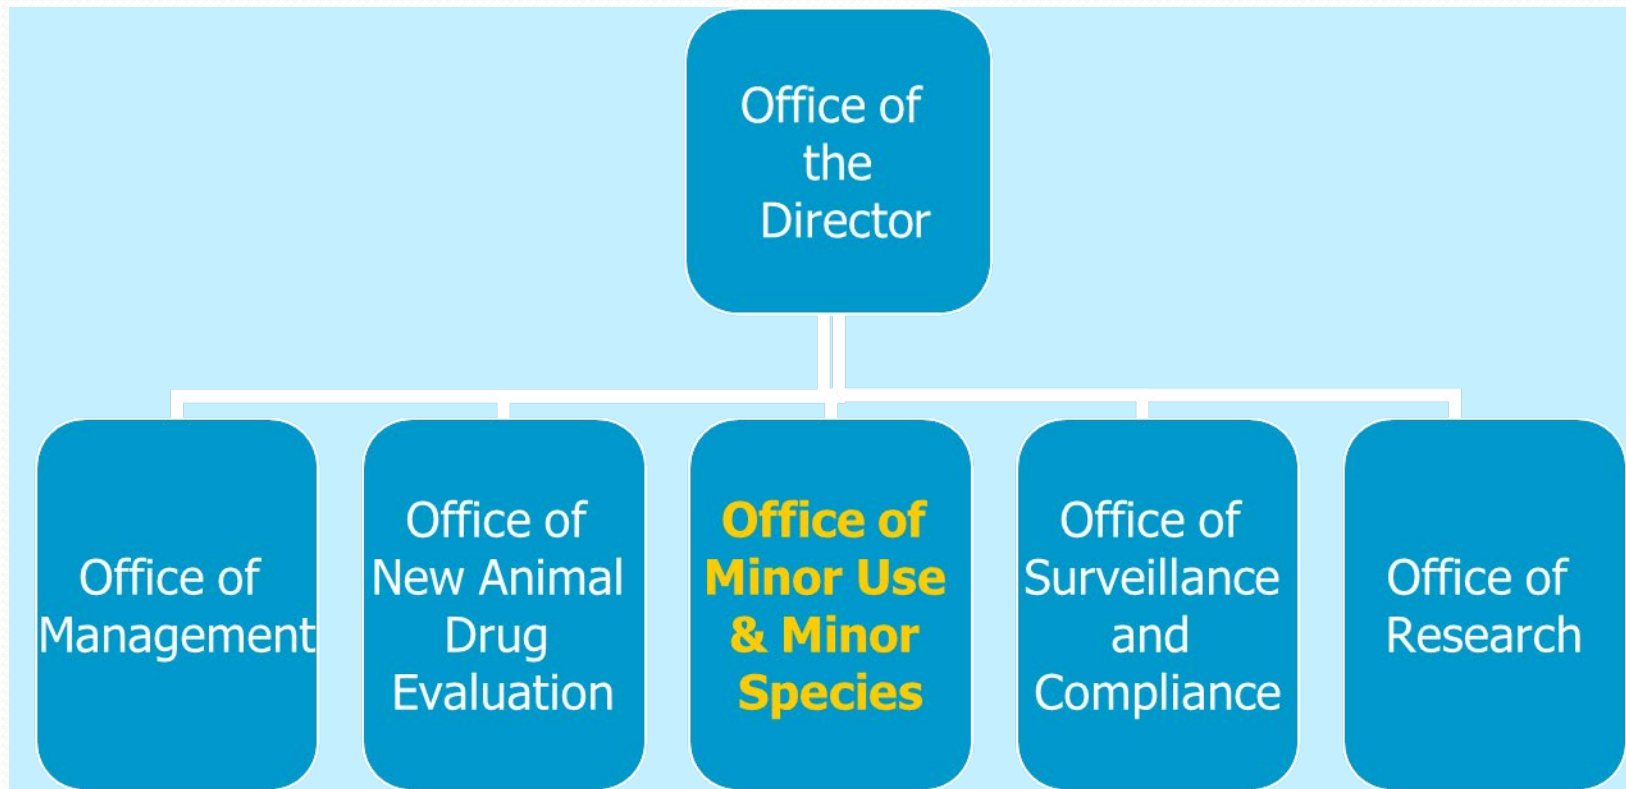 Office of
the
Director
Office of
Management
Office of
New Animal
Drug
Evaluation
Office of
Minor Use
& Minor
Species
Office of
Surveillance
and
Compliance
Office of
Research